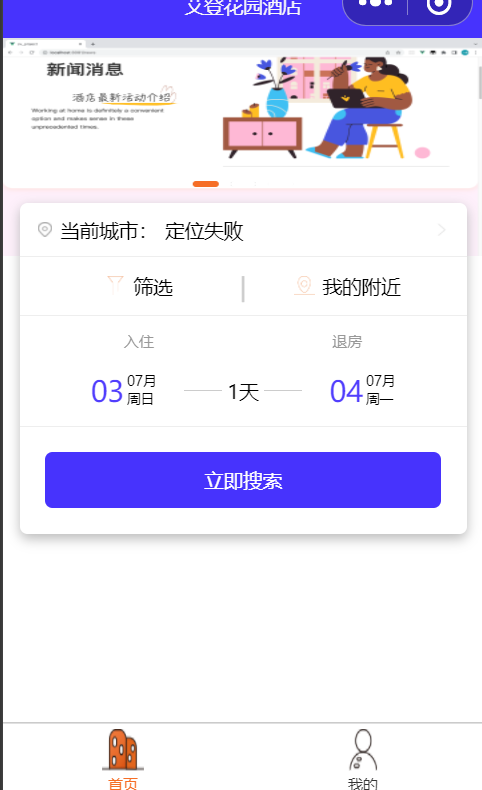 艾登花园酒店
新闻消息
酒店最新活动介绍
Working at home is definitely a convenient
option and makes sense in these
unprecedented times.
当前城市： 定位失败
筛选 | 我的附近
入住 退房
03 07月 周日 1天 04 07月 周一
立即搜索
首页 我的